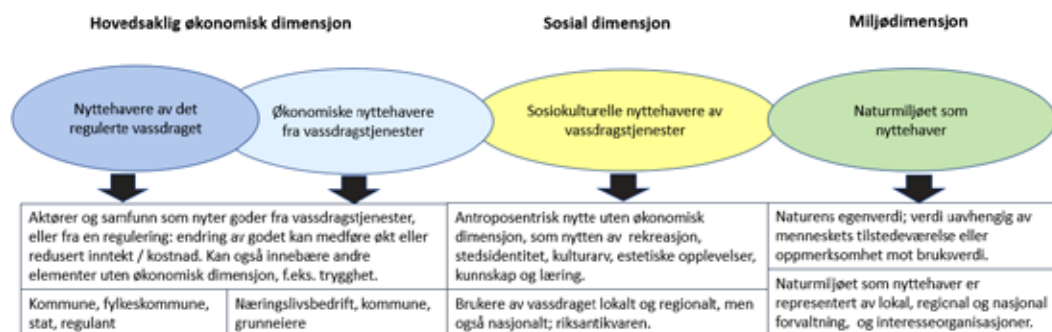 Hovedsaklig økonomisk dimensjon
Sosial dimensjon
Miljødimensjon
Nyttehavere av det
regulerte vassdraget
Økonomiske nyttehavere
fra vassdragstjenester
Sosiokulturelle nyttehavere av
vassdragstjenester
Naturmiljøet som
nyttehaver
Aktører og samfunn som nyter goder fra vassdragstjenester,
eller fra en regulering: endring av godet kan medføre økt eller
redusert inntekt / kostnad. Kan også innebære andre
elementer uten økonomisk dimensjon, f.eks. trygghet.
Kommune, fylkeskommune,
stat, regulant
Næringslivsbedrift, kommune,
grunneiere
Antroposentrisk nytte uten økonomisk
dimensjon, som nytten av rekreasjon,
stedsidentitet, kulturarv, estetiske opplevelser,
kunnskap og læring.
Brukere av vassdraget lokalt og regionalt, men
også nasjonalt; riksantikvaren.
Naturens egenverdi; verdi uavhengig av
menneskets tilstedeværelse eller
oppmerksomhet mot bruksverdi.
Naturmiljøet som nyttehaver er
representert av lokal, regional og nasjonal
forvaltning, og interesseorganisasjoner.